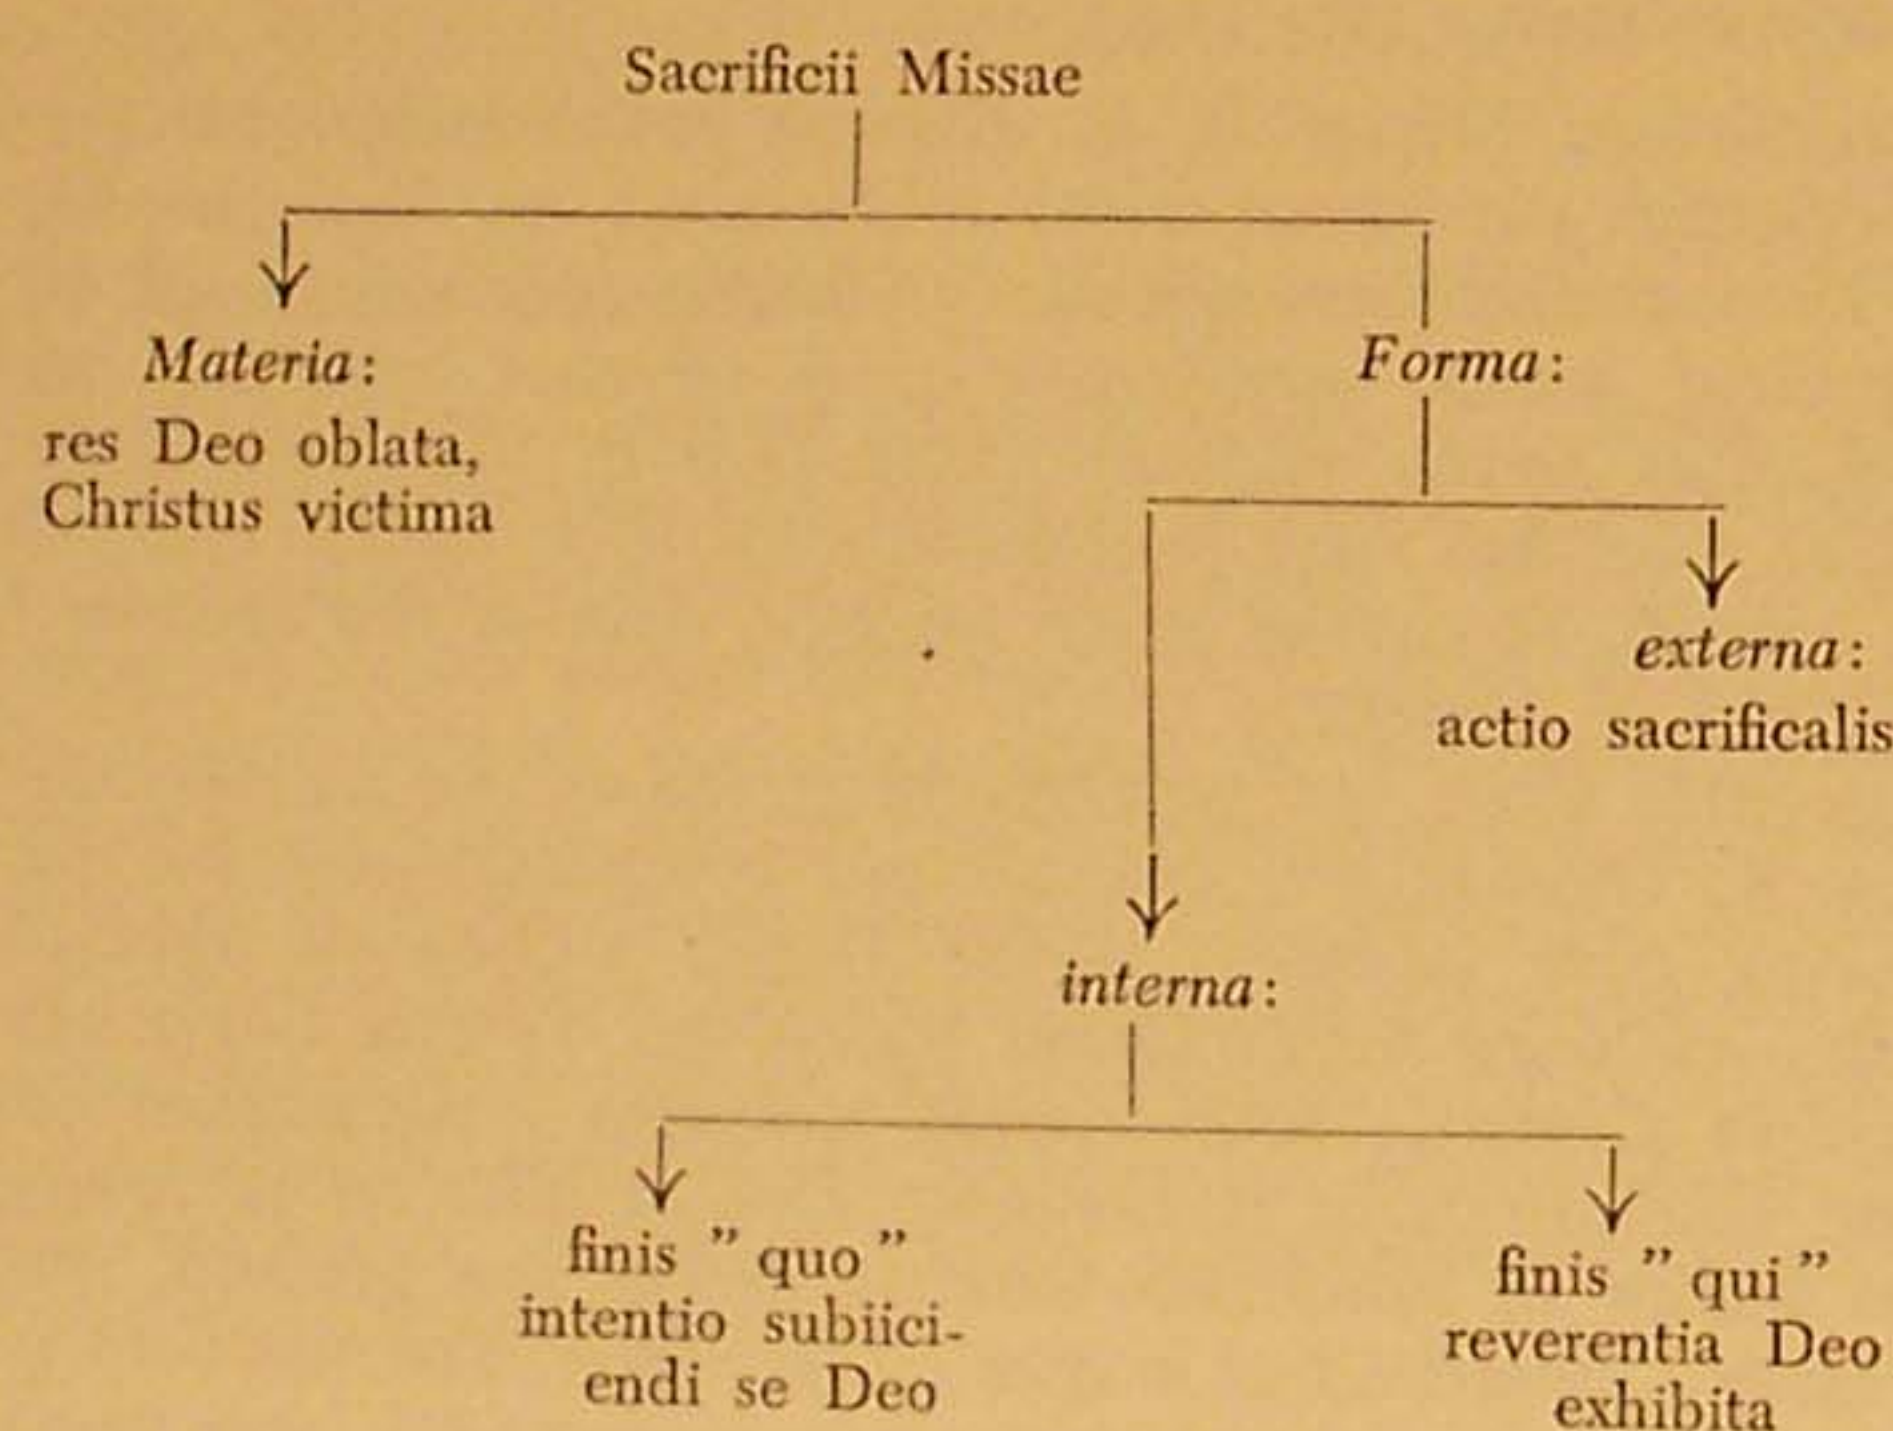 Sacrificii Missae
Materia:
res Deo oblata,
Christus victima
Forma:
externa:
actio sacrificalis
interna:
finis ” quo ”
intentio subiici-
endi se Deo
finis ” qui ”
reverentia Deo
exhibita